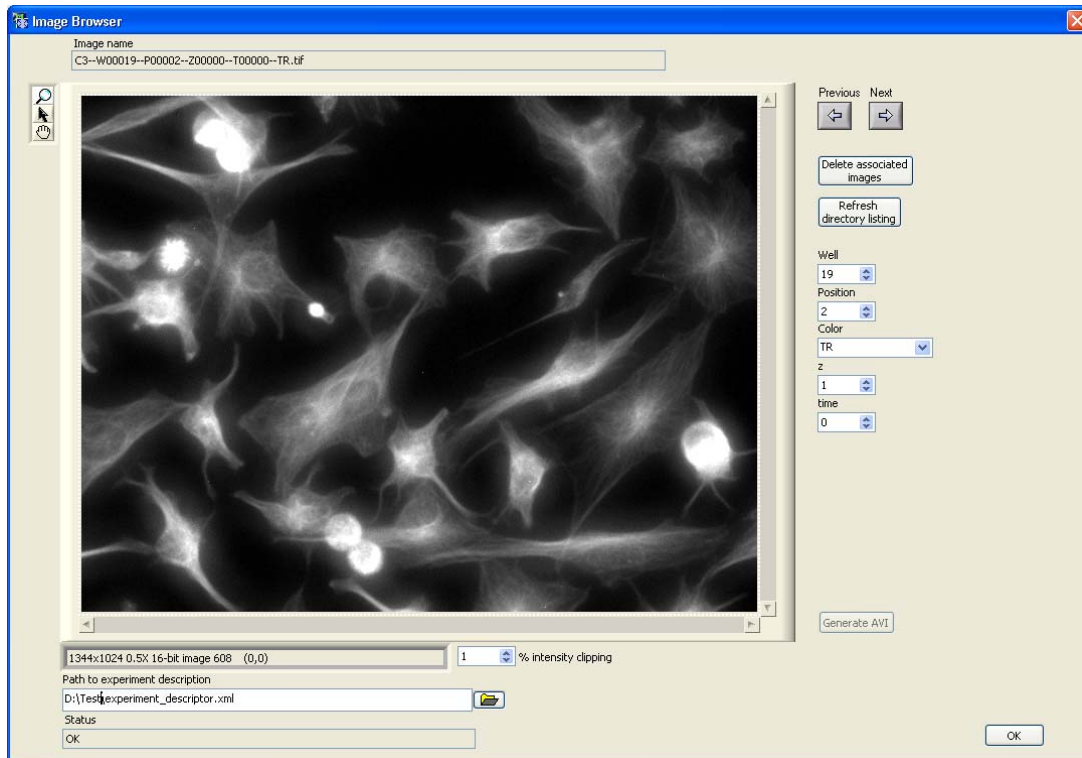 Image Browser
Image name
C3--W00019--P00002--Z00000--T00000--TR.tif
Previous Next
Delete associated
images
Refresh
directory listing
Well
19
Position
2
Color
TR
z
1
time
0
Generate AVI
1344x1024 0.5X 16-bit image 608 (0,0)
1 % intensity clipping
Path to experiment description
D:\Test\experiment_descriptor.xml
Status
OK
OK